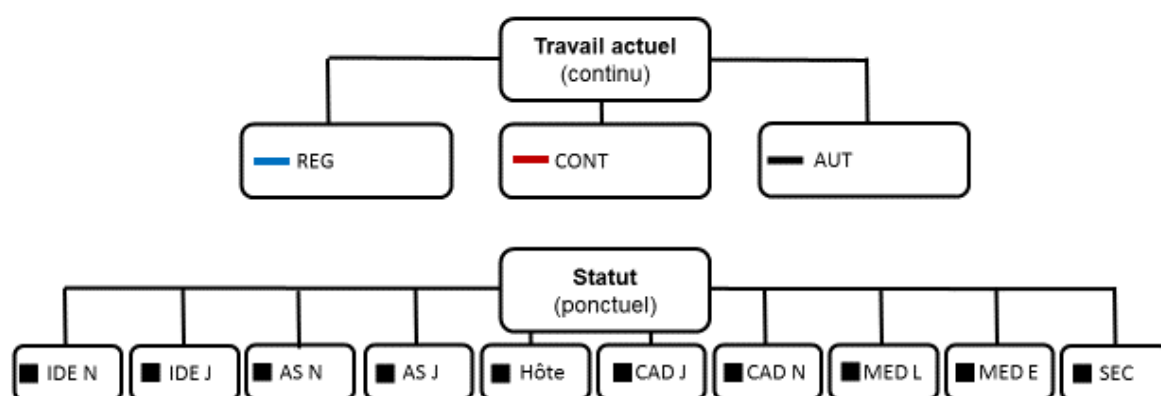 Travail actuel
(continu)
REG
CONT
AUT
Statut
(ponctuel)
IDE N
IDE J
AS N
AS J
Hôte
CAD J
CAD N
MED L
MED E
SEC